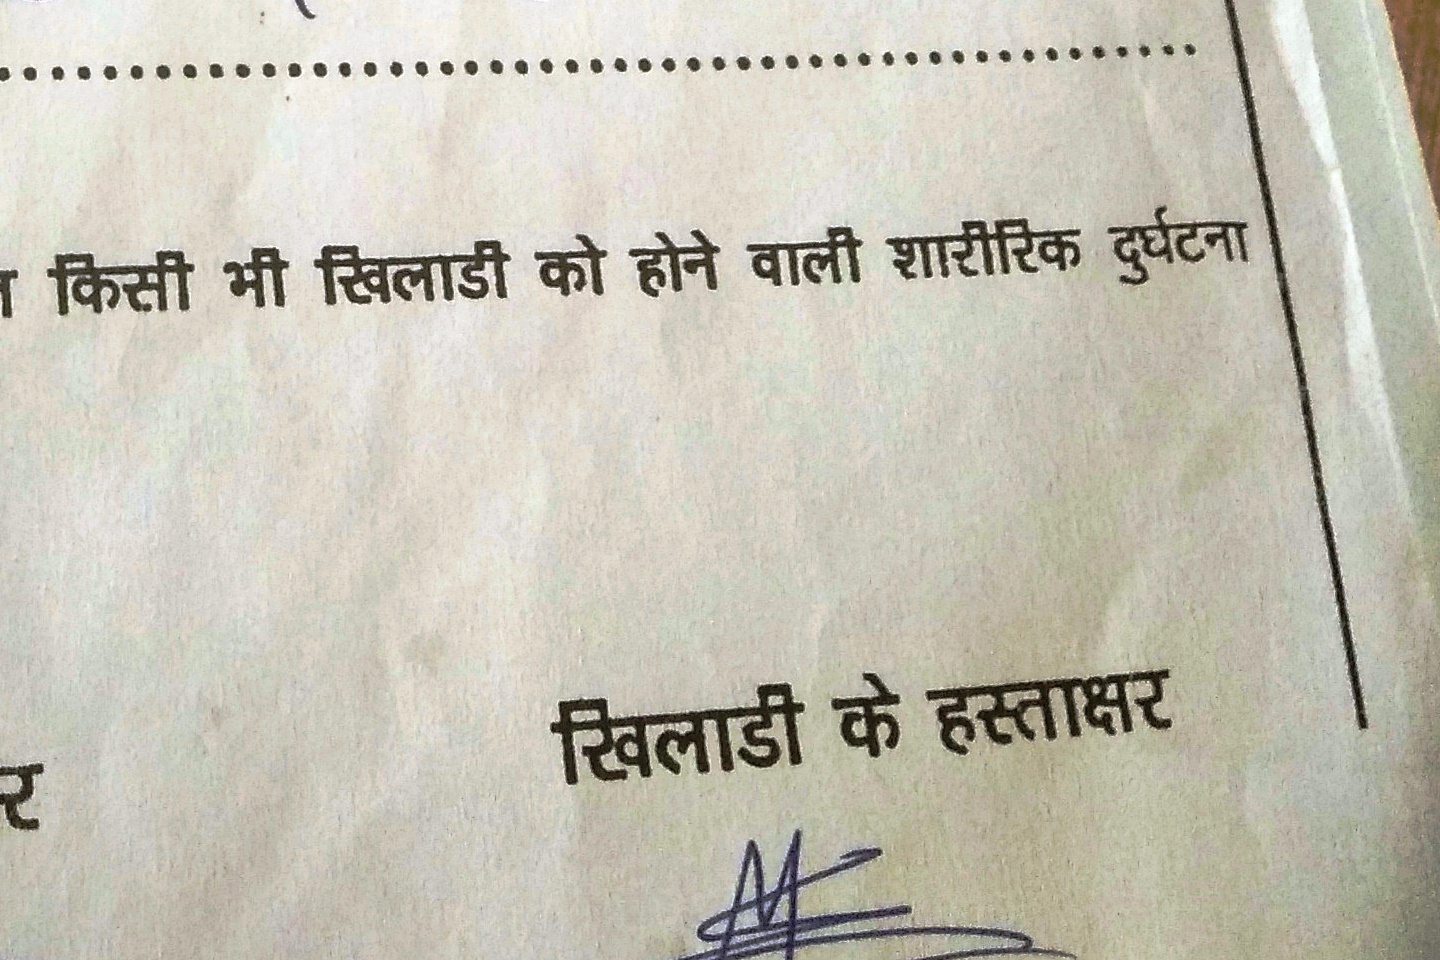 किसी भी खिलाडी को होने वाली शारीरिक दुर्घटना
खिलाडी के हस्ताक्षर